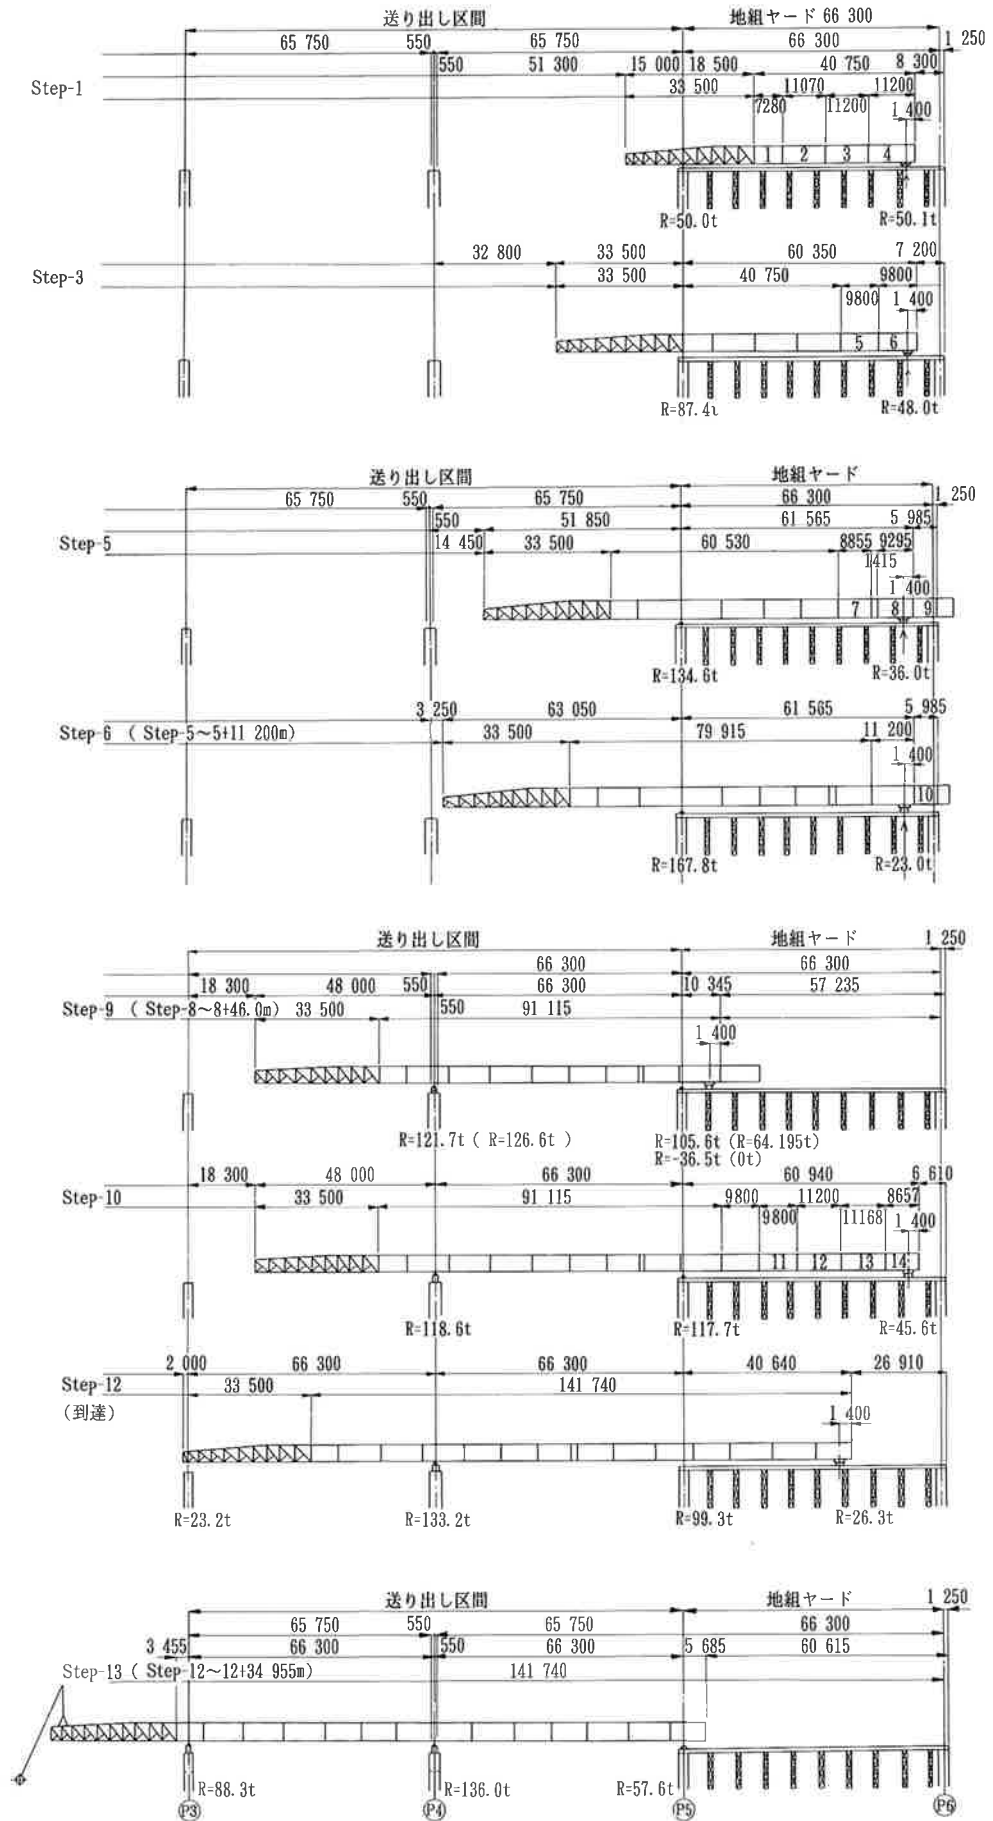 送り出し区間 地組ヤード 66 300
65 750 550 65 750 66 300 1 250
550 51 300 15 000 18 500 40 750 8 300
Step-1 33 500 11070 11200
7280 11200 1 400
1 2 3 4
R=50.0t R=50.1t
32 800 33 500 60 350 7 200
Step-3 33 500 40 750 9800
9800 1 400
5 6
R=87.4t R=48.0t
送り出し区間 地組ヤード
65 750 550 65 750 66 300 1 250
550 51 850 61 565 5 985
Step-5 14 450 33 500 60 530 8855 9295
1415
1 400
7 8 9
R=134.6t R=36.0t
3 250 63 050 61 565 5 985
Step-6 ( Step-5～5+11 200m) 33 500 79 915 11 200
1 400
10
R=167.8t R=23.0t
送り出し区間 地組ヤード 1 250
66 300 66 300
18 300 48 000 550 66 300 10 345 57 235
Step-9 ( Step-8～8+46.0m) 33 500 550 91 115
1 400
R=121.7t ( R=126.6t ) R=105.6t (R=64.195t)
R=-36.5t (0t)
18 300 48 000 66 300 60 940 6 610
Step-10 33 500 91 115 9800 11200 8657
9800 11168 1 400
11 12 13 14
R=118.6t R=117.7t R=45.6t
2 000 66 300 66 300 40 640 26 910
Step-12 33 500 141 740
(到達) 1 400
R=23.2t R=133.2t R=99.3t R=26.3t
送り出し区間 地組ヤード 1 250
65 750 550 65 750 66 300
3 455 66 300 550 66 300 5 685 60 615
Step-13 ( Step-12～12+34 955m) 141 740
R=88.3t R=136.0t R=57.6t
P3 P4 P5 P6